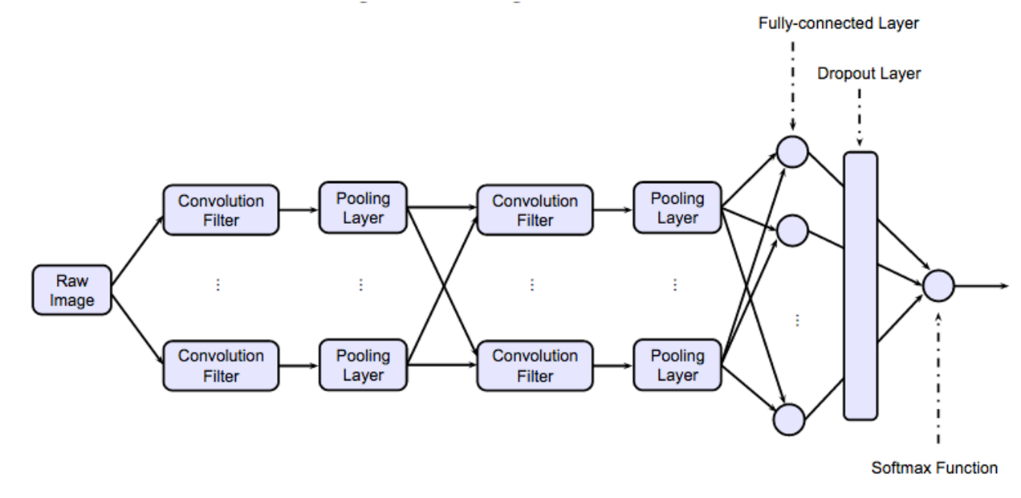 Fully-connected Layer
Dropout Layer
Convolution
Filter
Pooling
Layer
Convolution
Filter
Pooling
Layer
Raw
Image
Convolution
Filter
Pooling
Layer
Convolution
Filter
Pooling
Layer
Softmax Function